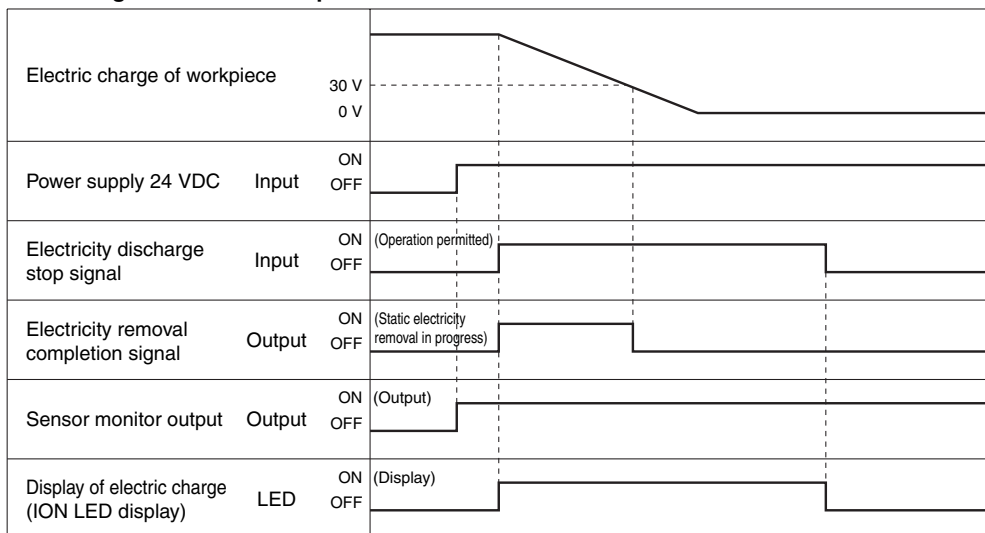 Electric charge of workpiece
30 V
0 V
Power supply 24 VDC Input ON
OFF
Electricity discharge
stop signal
Input
ON
OFF
(Operation permitted)
Electricity removal
completion signal
Output
ON
OFF
(Static electricity
removal in progress)
Sensor monitor output Output ON
OFF
(Output)
Display of electric charge
(ION LED display)
LED
ON
OFF
(Display)